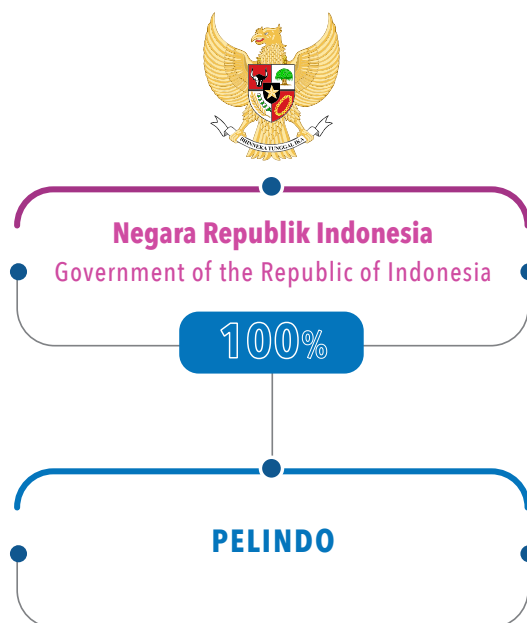 BHINNEKA TUNGGAL IKA
Negara Republik Indonesia
Government of the Republic of Indonesia
100%
PELINDO